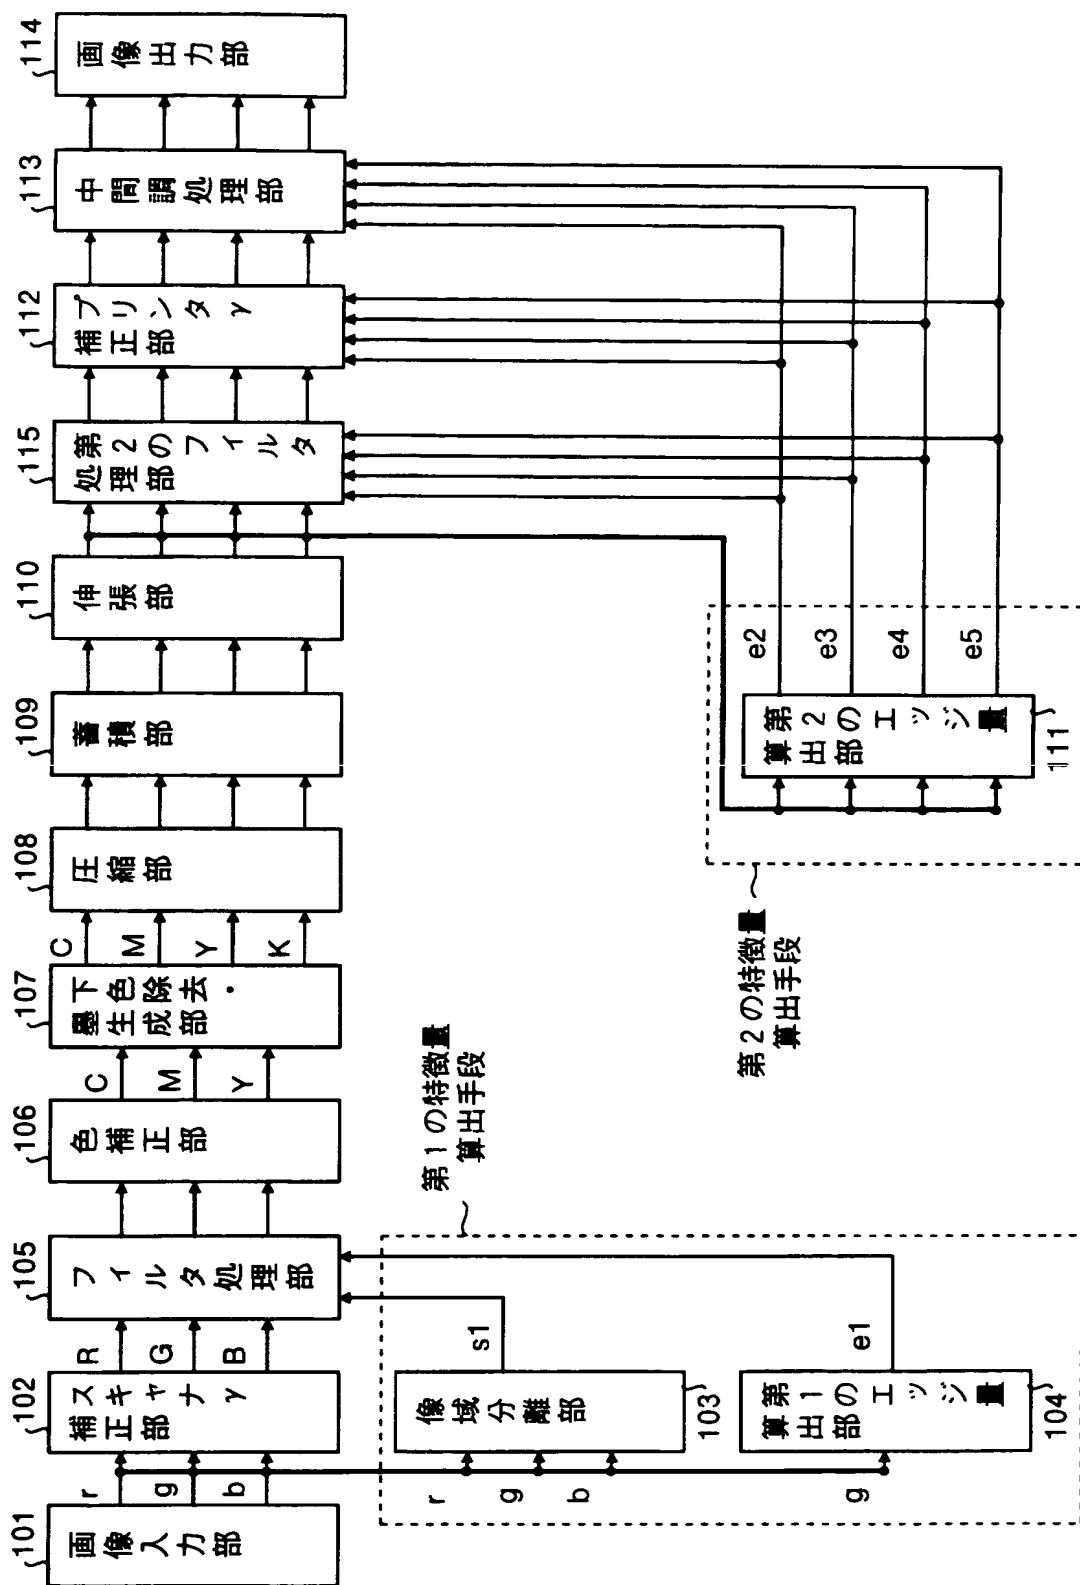 101
画像入力部
r
g
b
102
スキャナγ
補正部
R
G
B
105
フィルタ処理部
106
色補正部
C
M
Y
107
下色除去・
墨生成部
C
M
Y
K
108
圧縮部
109
蓄積部
110
伸張部
115
第2のフィルタ
処理部
112
プリンタγ
補正部
113
中間調処理部
114
画像出力部
r
g
b
g
像域分離部
103
s1
第1のエッジ量
算出部
104
e1
第1の特徴量
算出手段
第2の特徴量
算出手段
第2のエッジ量
算出部
111
e2
e3
e4
e5